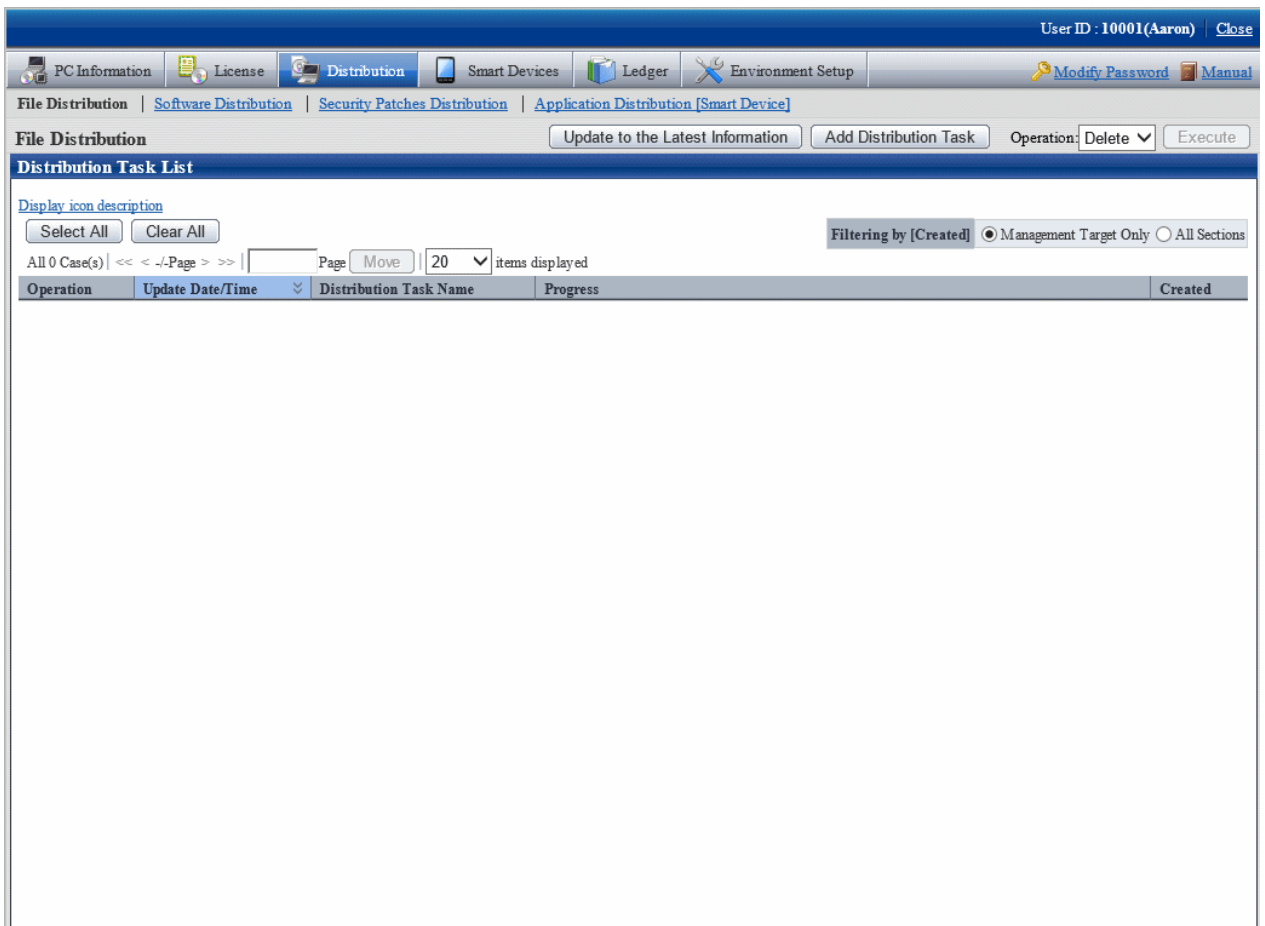 User ID : 10001(Aaron) | Close
PC Information License Distribution Smart Devices Ledger Environment Setup Modify Password Manual
File Distribution | Software Distribution | Security Patches Distribution | Application Distribution [Smart Device]
File Distribution Update to the Latest Information Add Distribution Task Operation: Delete Execute
Distribution Task List
Display icon description
Select All Clear All Filtering by [Created] Management Target Only All Sections
All 0 Case(s) | << < -/-Page > >> | Page Move | 20 items displayed
Operation Update Date/Time Distribution Task Name Progress Created